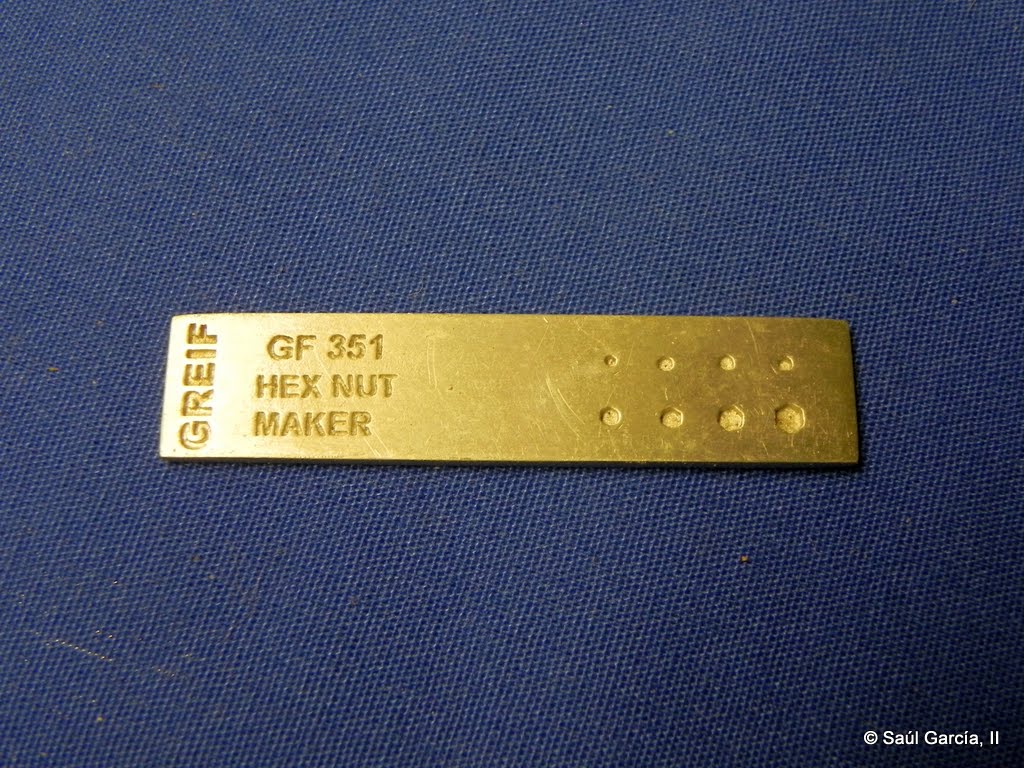 GREIF
GF 351
HEX NUT
MAKER
© Saúl García, II